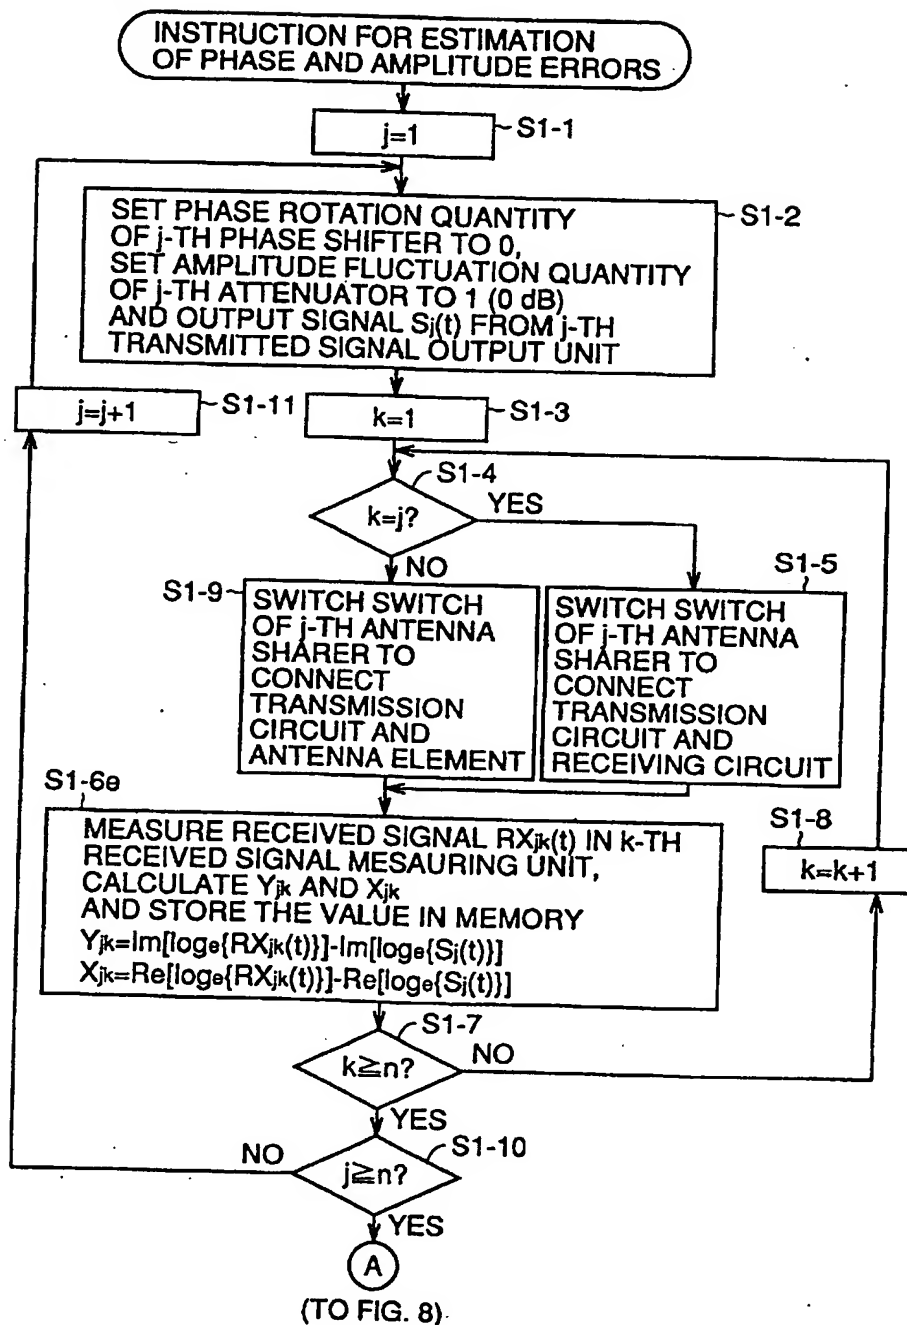 INSTRUCTION FOR ESTIMATION
OF PHASE AND AMPLITUDE ERRORS
j=1
S1-1
SET PHASE ROTATION QUANTITY
OF j-TH PHASE SHIFTER TO 0,
SET AMPLITUDE FLUCTUATION QUANTITY
OF j-TH ATTENUATOR TO 1 (0 dB)
AND OUTPUT SIGNAL Sj(t) FROM j-TH
TRANSMITTED SIGNAL OUTPUT UNIT
S1-2
j=j+1
S1-11
k=1
S1-3
S1-4
k=j?
YES
NO
S1-9
SWITCH SWITCH
OF j-TH ANTENNA
SHARER TO
CONNECT
TRANSMISSION
CIRCUIT AND
ANTENNA ELEMENT
S1-5
SWITCH SWITCH
OF j-TH ANTENNA
SHARER TO
CONNECT
TRANSMISSION
CIRCUIT AND
RECEIVING CIRCUIT
S1-6e
MEASURE RECEIVED SIGNAL RXjk(t) IN k-TH
RECEIVED SIGNAL MESAURING UNIT,
CALCULATE Yjk AND Xjk
AND STORE THE VALUE IN MEMORY
Yjk=Im[loge{RXjk(t)}]-Im[loge{Sj(t)}]
Xjk=Re[loge{RXjk(t)}]-Re[loge{Sj(t)}]
S1-8
k=k+1
S1-7
k≧n?
NO
YES
S1-10
NO
j≧n?
YES
A
(TO FIG. 8)